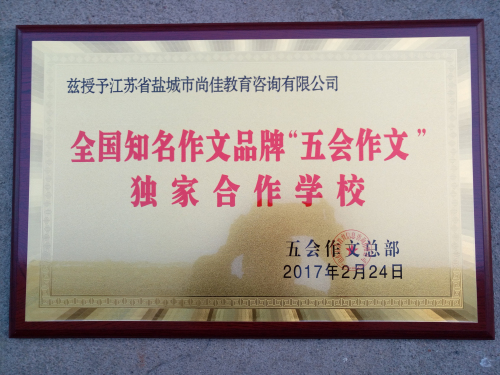 兹授予江苏省盐城市尚佳教育咨询有限公司
全国知名作文品牌“五会作文”
独家合作学校
五会作文总部
2017年2月24日